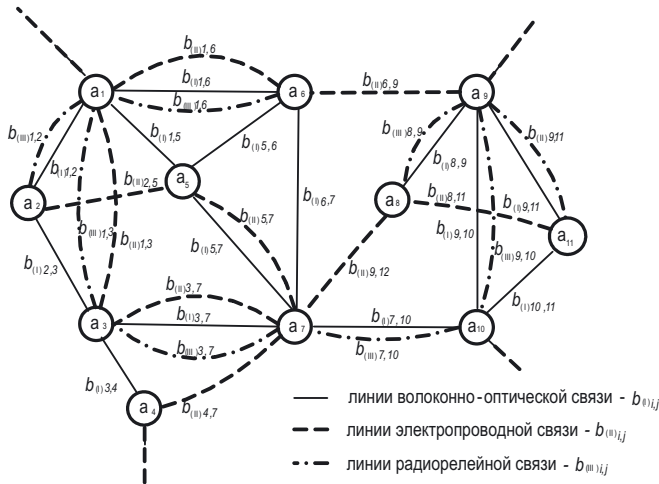 b(II)1,6
a1
b(I)1,6
a6
b(II)6,9
a9
b(III)1,6
b(III)1,2
b(I)1,5
b(I)5,6
b(III)8,9
b(II)9,11
b(I)1,2
b(I)8,9
a5
b(II)2,5
a2
b(I)6,7
a8
b(II)8,11
b(I)9,11
b(II)5,7
b(III)1,3
b(II)1,3
b(I)5,7
b(I)9,10
b(III)9,10
a11
b(I)2,3
b(II)9,12
b(II)3,7
b(I)10,11
b(I)3,7
a3
a7
b(I)7,10
a10
b(III)3,7
b(III)7,10
b(I)3,4
a4
b(II)4,7
линии волоконно-оптической связи - b(I)i,j
линии электропроводной связи - b(II)i,j
линии радиорелейной связи - b(III)i,j